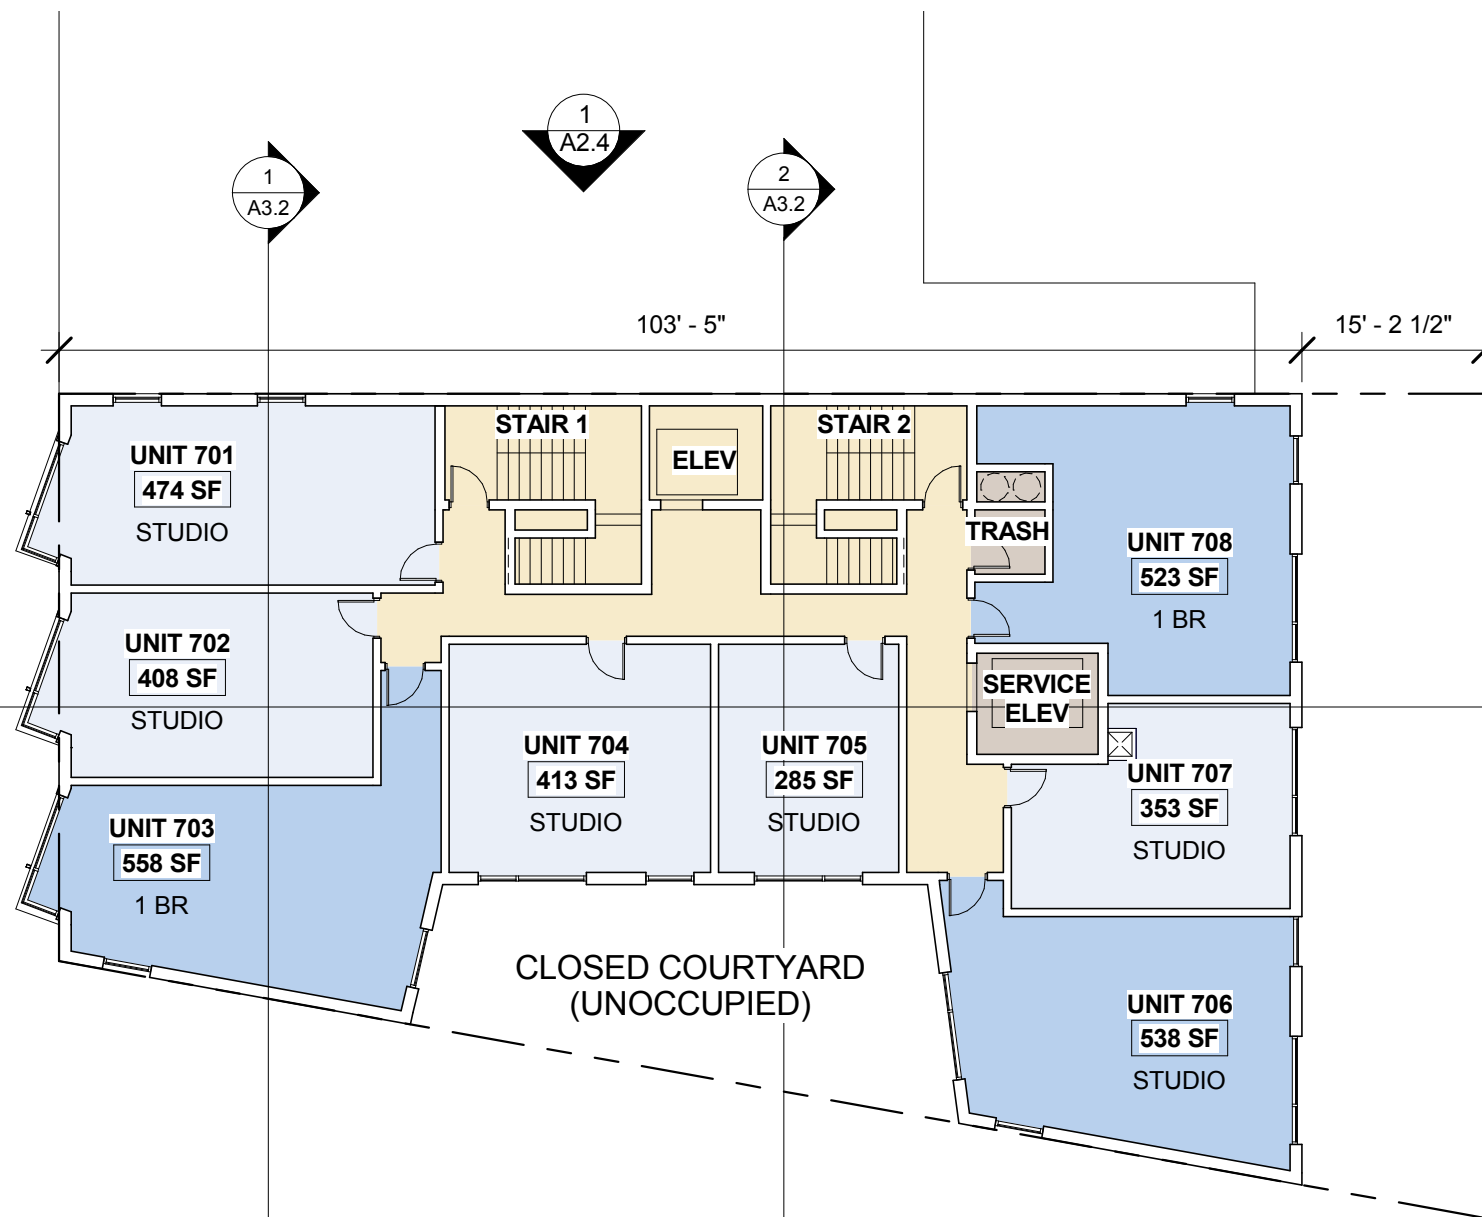 1
A2.4
1
A3.2
2
A3.2
103' - 5"
15' - 2 1/2"
STAIR 1
ELEV
STAIR 2
UNIT 701
474 SF
STUDIO
TRASH
UNIT 708
523 SF
1 BR
UNIT 702
408 SF
STUDIO
SERVICE
ELEV
UNIT 704
413 SF
STUDIO
UNIT 705
285 SF
STUDIO
UNIT 707
353 SF
STUDIO
UNIT 703
558 SF
1 BR
CLOSED COURTYARD
(UNOCCUPIED)
UNIT 706
538 SF
STUDIO